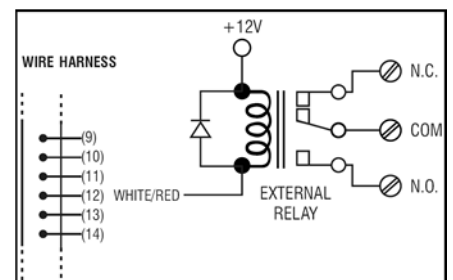 +12V
WIRE HARNESS
N.C.
COM
N.O.
(9)
(10)
(11)
(12) WHITE/RED
(13)
(14)
EXTERNAL
RELAY